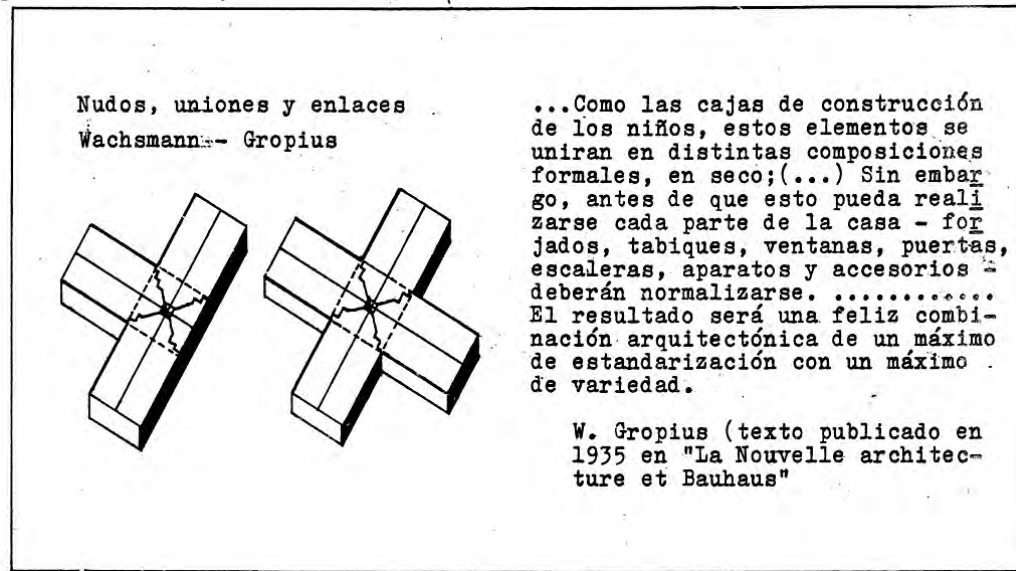 Nudos, uniones y enlaces
Wachsmann -- Gropius
...Como las cajas de construcción
de los niños, estos elementos se
uniran en distintas composiciones
formales, en seco;(...) Sin embar
go, antes de que esto pueda reali
zarse cada parte de la casa - for
jados, tabiques, ventanas, puertas,
escaleras, aparatos y accesorios -
deberán normalizarse. ............
El resultado será una feliz combi-
nación arquitectónica de un máximo
de estandarización con un máximo
de variedad.
W. Gropius (texto publicado en
1935 en "La Nouvelle architec-
ture et Bauhaus"